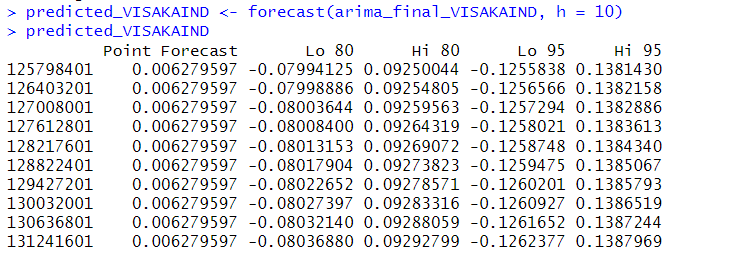 > predicted_VISAKAIND <- forecast(arima_final_VISAKAIND, h = 10)
> predicted_VISAKAIND
Point Forecast Lo 80 Hi 80 Lo 95 Hi 95
125798401 0.006279597 -0.07994125 0.09250044 -0.1255838 0.1381430
126403201 0.006279597 -0.07998886 0.09254805 -0.1256566 0.1382158
127008001 0.006279597 -0.08003644 0.09259563 -0.1257294 0.1382886
127612801 0.006279597 -0.08008400 0.09264319 -0.1258021 0.1383613
128217601 0.006279597 -0.08013153 0.09269072 -0.1258748 0.1384340
128822401 0.006279597 -0.08017904 0.09273823 -0.1259475 0.1385067
129427201 0.006279597 -0.08022652 0.09278571 -0.1260201 0.1385793
130032001 0.006279597 -0.08027397 0.09283316 -0.1260927 0.1386519
130636801 0.006279597 -0.08032140 0.09288059 -0.1261652 0.1387244
131241601 0.006279597 -0.08036880 0.09292799 -0.1262377 0.1387969